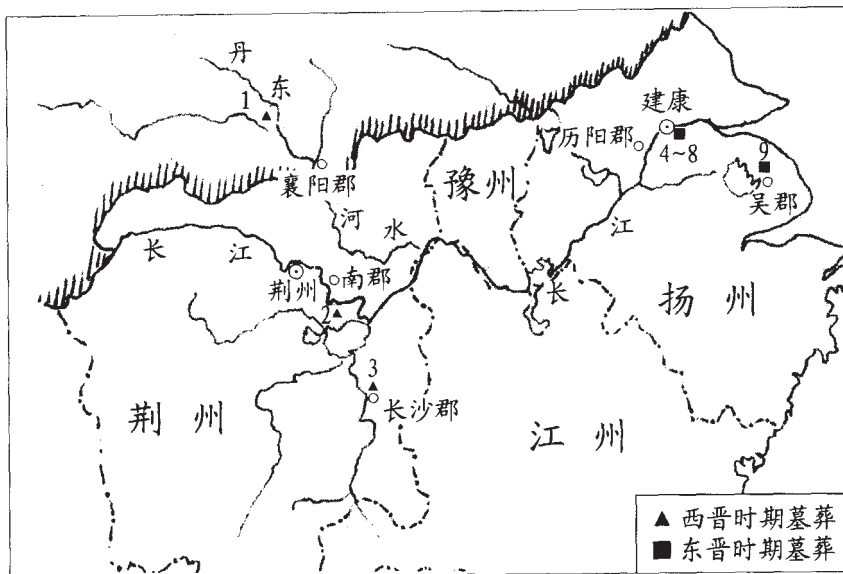 丹
东
1
建康
历阳郡
4~8
9
襄阳郡
豫州
吴郡
河
水
长
江
江
荆州
南郡
长
扬州
2
3
荆州
长沙郡
江州
▲西晋时期墓葬
■东晋时期墓葬